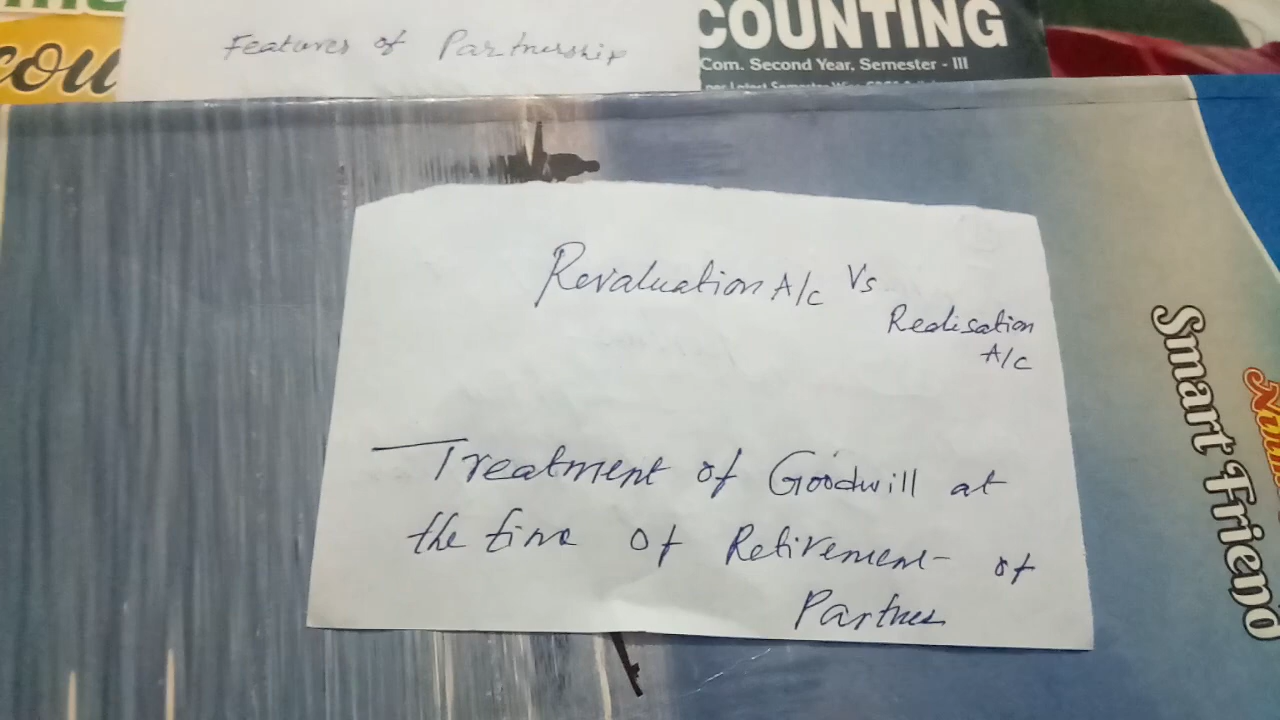 Features of Partnership
COUNTING
Com. Second Year, Semester - III
cou
Revaluation A/c Vs
Realisation
A/c
Treatment of Goodwill at
the time of Retirement of
Partner
Smart Friend